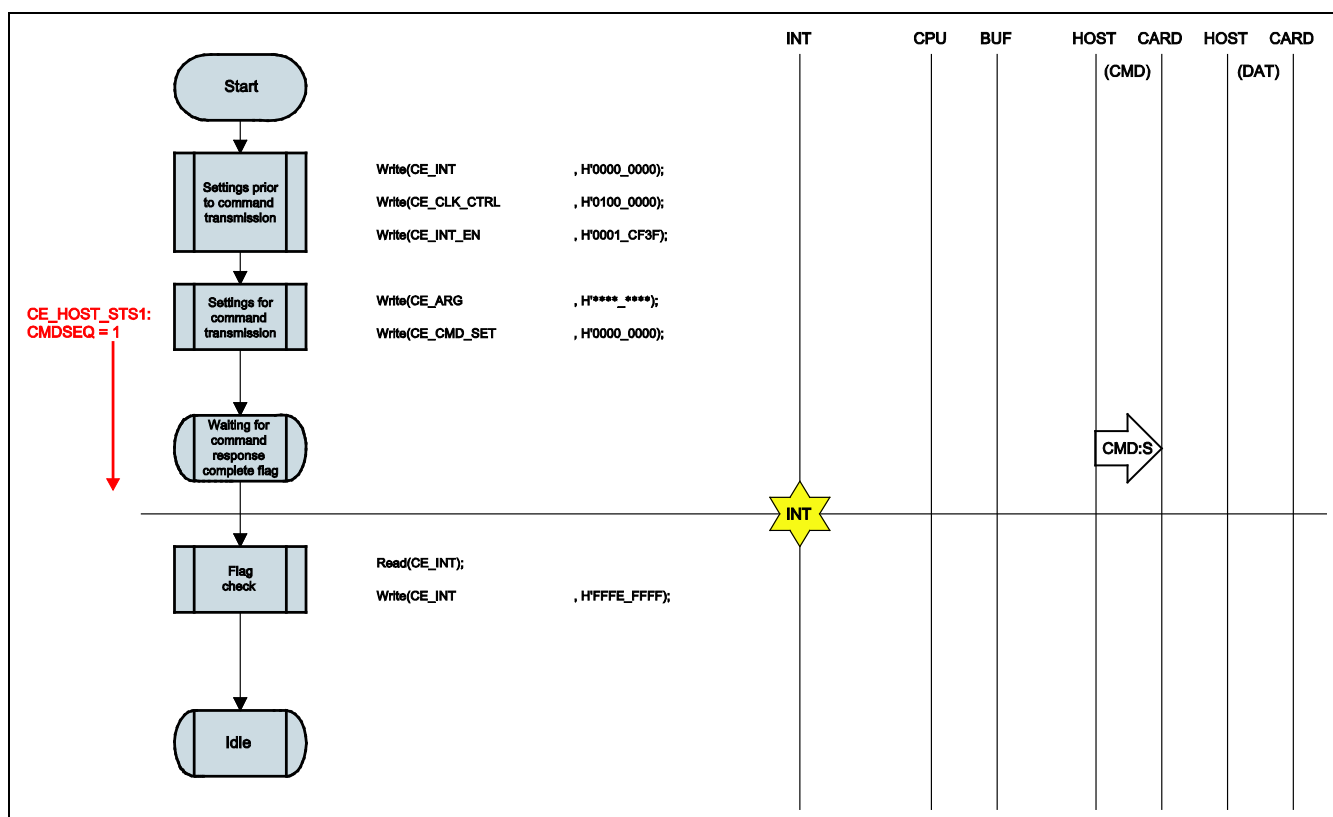 INT CPU BUF HOST CARD HOST CARD
(CMD) (DAT)
Start
Settings prior
to command
transmission
Write(CE_INT , H'0000_0000);
Write(CE_CLK_CTRL , H'0100_0000);
Write(CE_INT_EN , H'0001_CF3F);
CE_HOST_STS1:
CMDSEQ = 1
Settings for
command
transmission
Write(CE_ARG , H'****_****);
Write(CE_CMD_SET , H'0000_0000);
Waiting for
command
response
complete flag
CMD:S
INT
Flag
check
Read(CE_INT);
Write(CE_INT , H'FFFE_FFFF);
Idle